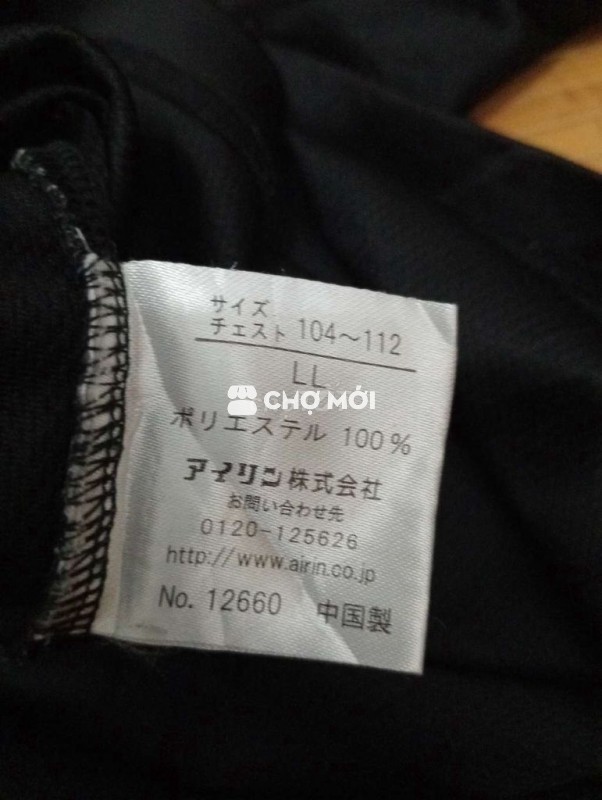 サイズ
チェスト 104～112
LL
CHỢ MỚI
ポリエステル 100%
アイリン株式会社
お問い合わせ先
0120-125626
http://www.airin.co.jp
No. 12660 中国製